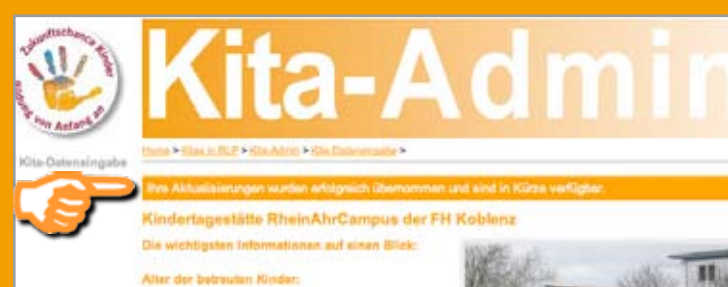 Zukunftschance Kinder
Bildung von Anfang an
Kita-Admin
Home > Kitas in RLP > Kita-Admin > Kita-Dateneingabe >
Kita-Dateneingabe
Ihre Aktualisierungen wurden erfolgreich übernommen und sind in Kürze verfügbar.
Kindertagestätte RheinAhrCampus der FH Koblenz
Die wichtigsten Informationen auf einen Blick:
Alter der betreuten Kinder: